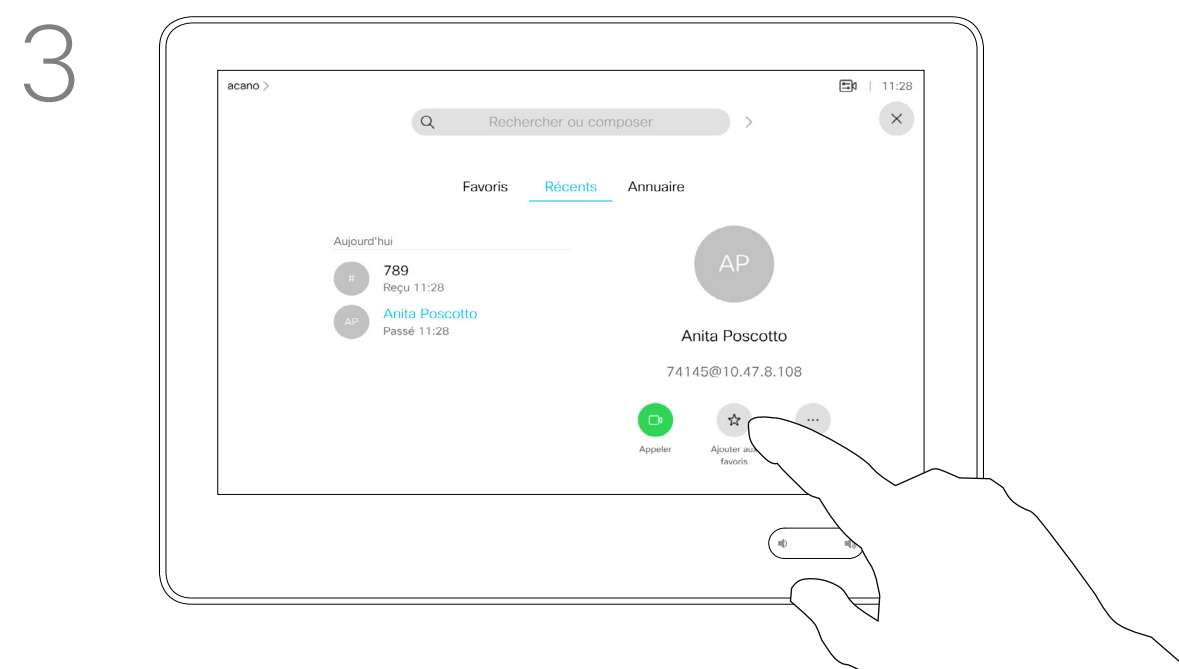 3
acano >
11:28
Rechercher ou composer
Favoris Récents Annuaire
Aujourd'hui
#
789
Reçu 11:28
AP
Anita Poscotto
Passé 11:28
AP
Anita Poscotto
74145@10.47.8.108
Appeler
Ajouter aux
favoris